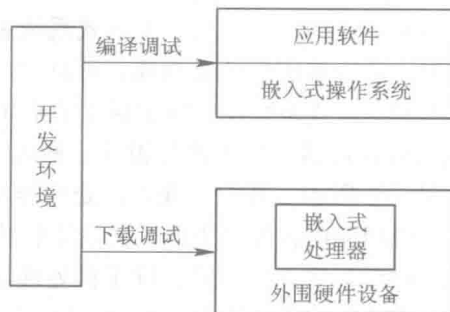 开
发
环
境
编译调试
应用软件
嵌入式操作系统
下载调试
嵌入式
处理器
外围硬件设备